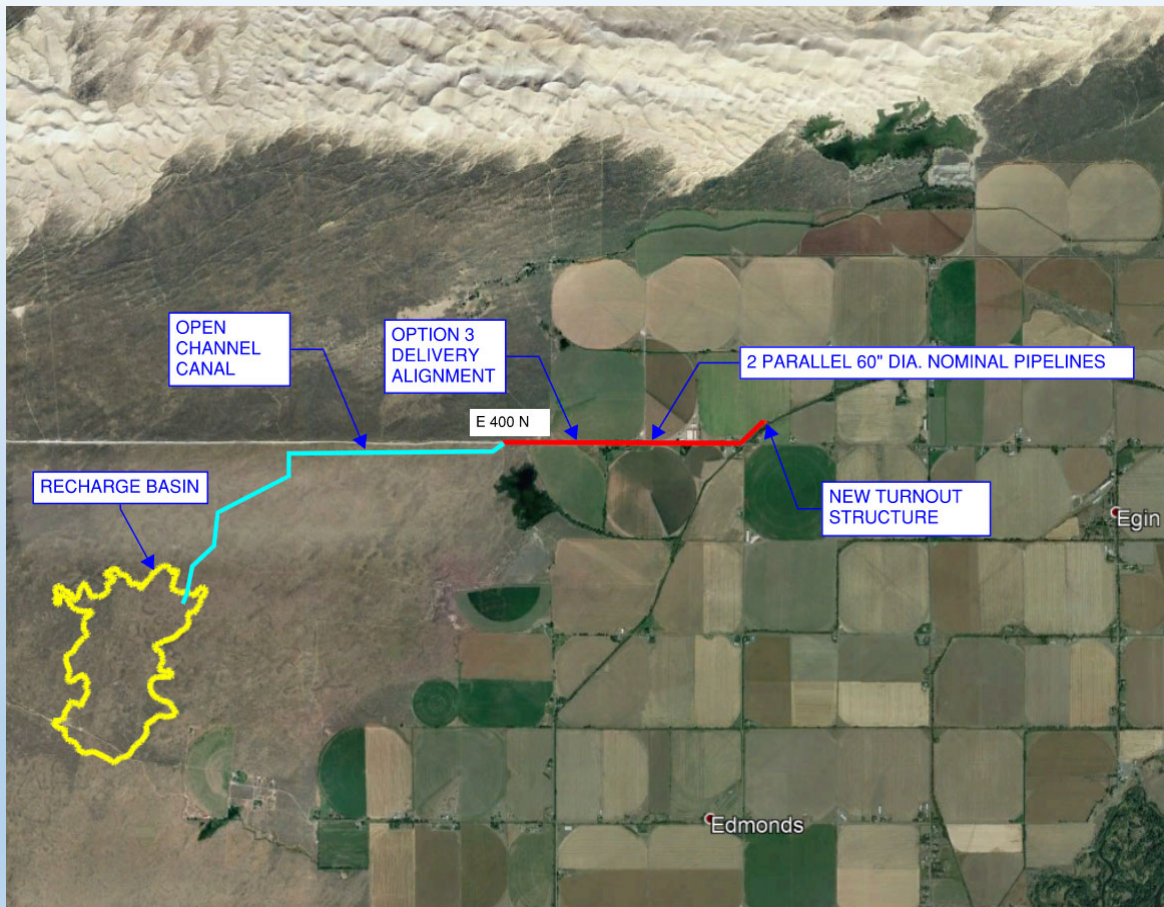 OPEN
CHANNEL
CANAL
OPTION 3
DELIVERY
ALIGNMENT
2 PARALLEL 60" DIA. NOMINAL PIPELINES
E 400 N
RECHARGE BASIN
NEW TURNOUT
STRUCTURE
Egin
Edmonds